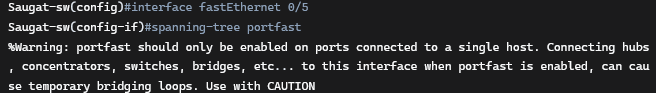 Saugat-sw(config)#interface fastEthernet 0/5
Saugat-sw(config-if)#spanning-tree portfast
%Warning: portfast should only be enabled on ports connected to a single host. Connecting hubs
, concentrators, switches, bridges, etc... to this interface when portfast is enabled, can cau
se temporary bridging loops. Use with CAUTION